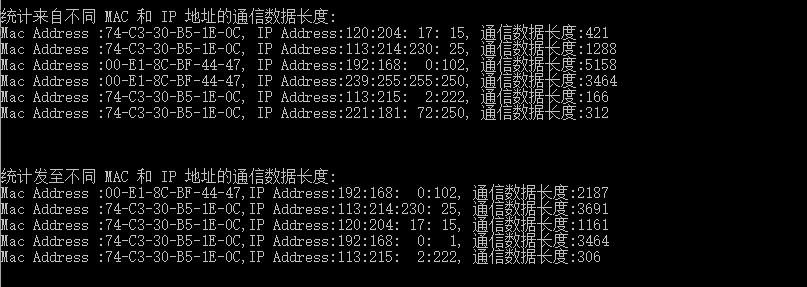 统计来自不同 MAC 和 IP 地址的通信数据长度:
Mac Address :74-C3-30-B5-1E-0C, IP Address:120:204: 17: 15, 通信数据长度:421
Mac Address :74-C3-30-B5-1E-0C, IP Address:113:214:230: 25, 通信数据长度:1288
Mac Address :00-E1-8C-BF-44-47, IP Address:192:168:  0:102, 通信数据长度:5158
Mac Address :00-E1-8C-BF-44-47, IP Address:239:255:255:250, 通信数据长度:3464
Mac Address :74-C3-30-B5-1E-0C, IP Address:113:215:  2:222, 通信数据长度:166
Mac Address :74-C3-30-B5-1E-0C, IP Address:221:181: 72:250, 通信数据长度:312
统计发至不同 MAC 和 IP 地址的通信数据长度:
Mac Address :00-E1-8C-BF-44-47,IP Address:192:168:  0:102, 通信数据长度:2187
Mac Address :74-C3-30-B5-1E-0C,IP Address:113:214:230: 25, 通信数据长度:3691
Mac Address :74-C3-30-B5-1E-0C,IP Address:120:204: 17: 15, 通信数据长度:1161
Mac Address :74-C3-30-B5-1E-0C,IP Address:192:168:  0:  1, 通信数据长度:3464
Mac Address :74-C3-30-B5-1E-0C,IP Address:113:215:  2:222, 通信数据长度:306